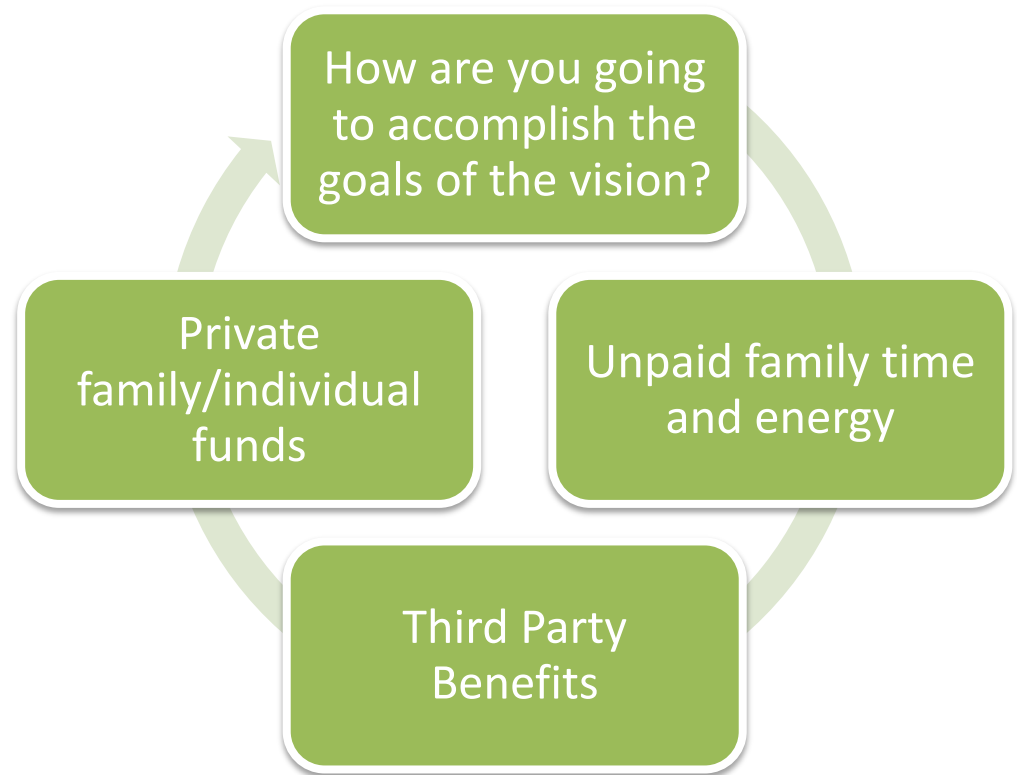 How are you going
to accomplish the
goals of the vision?
Private
family/individual
funds
Unpaid family time
and energy
Third Party
Benefits